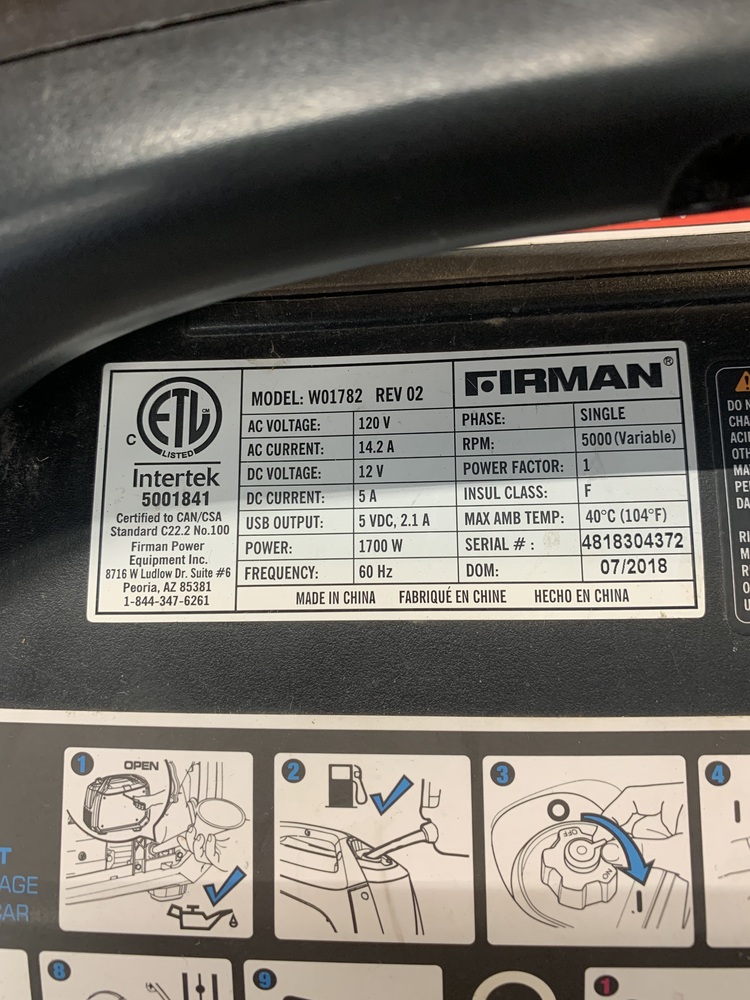 C ETL CM
LISTED
Intertek
5001841
Certified to CAN/CSA
Standard C22.2 No.100
Firman Power
Equipment Inc.
8716 W Ludlow Dr. Suite #6
Peoria, AZ 85381
1-844-347-6261
MODEL: W01782 REV 02
FIRMAN®
AC VOLTAGE: 120 V
AC CURRENT: 14.2 A
DC VOLTAGE: 12 V
DC CURRENT: 5 A
USB OUTPUT: 5 VDC, 2.1 A
POWER: 1700 W
FREQUENCY: 60 Hz
PHASE: SINGLE
RPM: 5000 (Variable)
POWER FACTOR: 1
INSUL CLASS: F
MAX AMB TEMP: 40°C (104°F)
SERIAL #: 4818304372
DOM: 07/2018
MADE IN CHINA FABRIQUÉ EN CHINE HECHO EN CHINA
1 OPEN
2
3 OFF ON
4
8
9
1